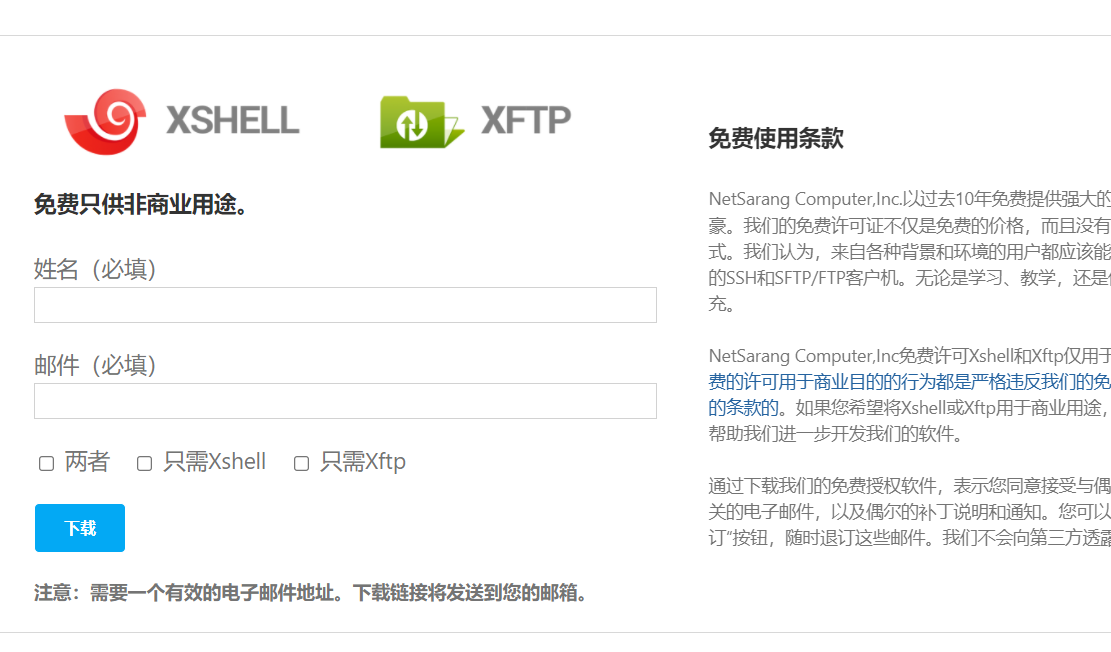 XSHELL
XFTP
免费只供非商业用途。
姓名（必填）
邮件（必填）
两者
只需Xshell
只需Xftp
下载
注意：需要一个有效的电子邮件地址。下载链接将发送到您的邮箱。
免费使用条款
NetSarang Computer,Inc.以过去10年免费提供强大的
豪。我们的免费许可证不仅是免费的价格，而且没有
式。我们认为，来自各种背景和环境的用户都应该能
的SSH和SFTP/FTP客户机。无论是学习、教学，还是
充。
NetSarang Computer,Inc免费许可Xshell和Xftp仅用于
费的许可用于商业目的的行为都是严格违反我们的免
的条款的。如果您希望将Xshell或Xftp用于商业用途，
帮助我们进一步开发我们的软件。
通过下载我们的免费授权软件，表示您同意接受与偶
关的电子邮件，以及偶尔的补丁说明和通知。您可以
订"按钮，随时退订这些邮件。我们不会向第三方透露